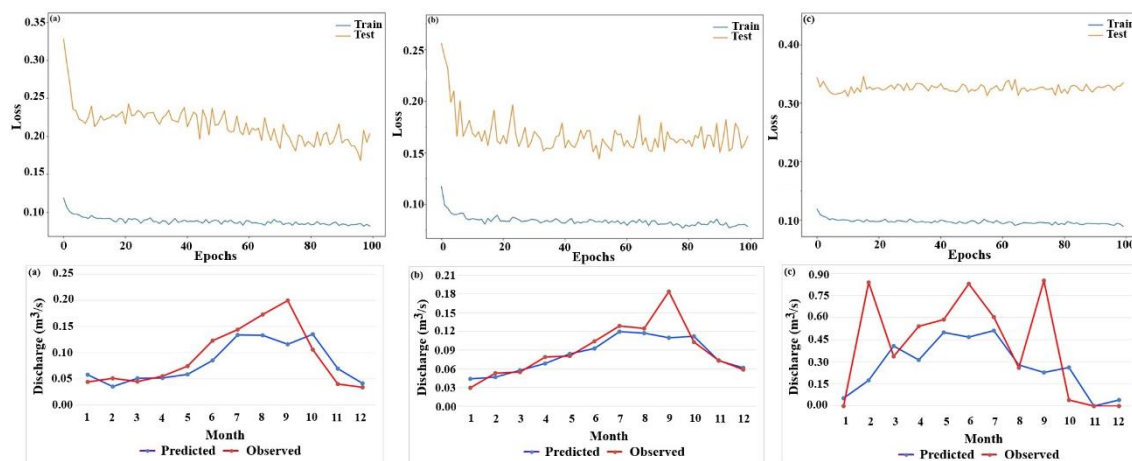 (a)
Train
Test
0.35
0.30
0.25
0.20
0.15
0.10
Loss
0 20 40 60 80 100
Epochs
(b)
Train
Test
0.25
0.20
0.15
0.10
Loss
0 20 40 60 80 100
Epochs
(c)
Train
Test
0.40
0.30
0.20
0.10
Loss
0 20 40 60 80 100
Epochs
(a)
0.25
0.20
0.15
0.10
0.05
0.00
Discharge (m³/s)
1 2 3 4 5 6 7 8 9 10 11 12
Month
Predicted Observed
(b)
0.21
0.18
0.15
0.12
0.09
0.06
0.03
0.00
Discharge (m³/s)
1 2 3 4 5 6 7 8 9 10 11 12
Month
Predicted Observed
(c)
0.90
0.75
0.60
0.45
0.30
0.15
0.00
Discharge (m³/s)
1 2 3 4 5 6 7 8 9 10 11 12
Month
Predicted Observed